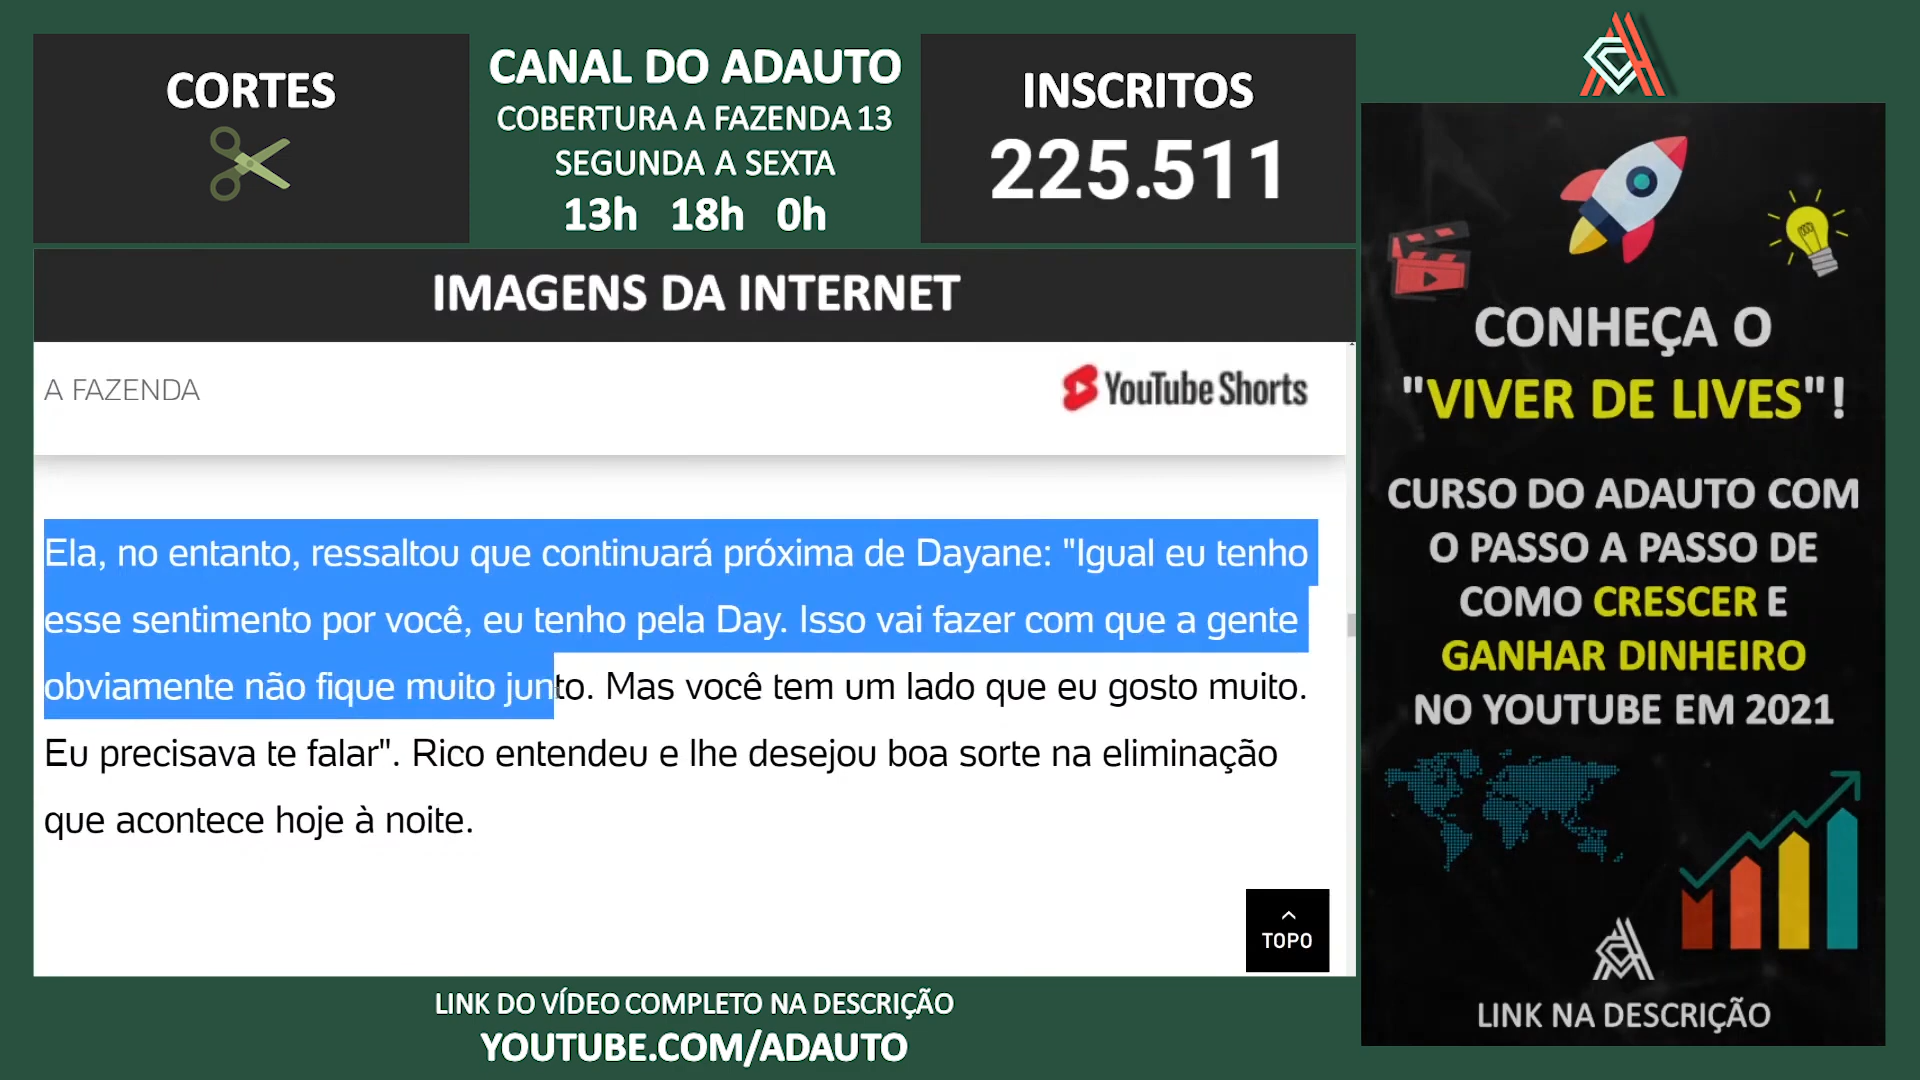 CORTES
CANAL DO ADAUTO
COBERTURA A FAZENDA 13
SEGUNDA A SEXTA
13h 18h 0h
INSCRITOS
225.511
IMAGENS DA INTERNET
A FAZENDA
YouTube Shorts
Ela, no entanto, ressaltou que continuará próxima de Dayane: "Igual eu tenho
esse sentimento por você, eu tenho pela Day. Isso vai fazer com que a gente
obviamente não fique muito junto. Mas você tem um lado que eu gosto muito.
Eu precisava te falar". Rico entendeu e lhe desejou boa sorte na eliminação
que acontece hoje à noite.
TOPO
LINK DO VÍDEO COMPLETO NA DESCRIÇÃO
YOUTUBE.COM/ADAUTO
CONHEÇA O
"VIVER DE LIVES"!
CURSO DO ADAUTO COM
O PASSO A PASSO DE
COMO CRESCER E
GANHAR DINHEIRO
NO YOUTUBE EM 2021
LINK NA DESCRIÇÃO